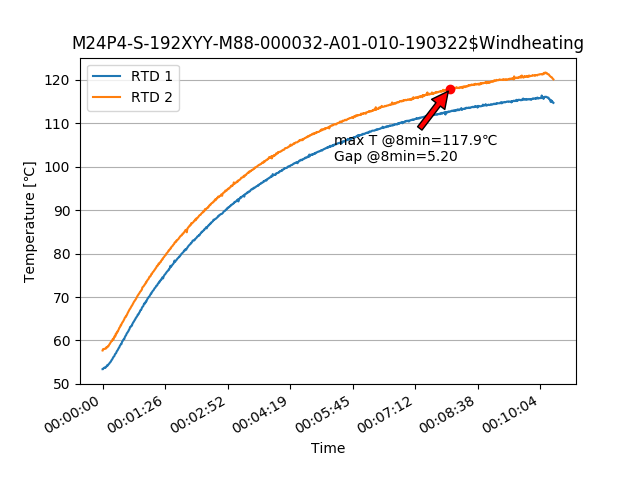 M24P4-S-192XYY-M88-000032-A01-010-190322$Windheating
RTD 1
RTD 2
120
110
100
90
80
70
60
50
Temperature [℃]
max T @8min=117.9℃
Gap @8min=5.20
00:00:00
00:01:26
00:02:52
00:04:19
00:05:45
00:07:12
00:08:38
00:10:04
Time